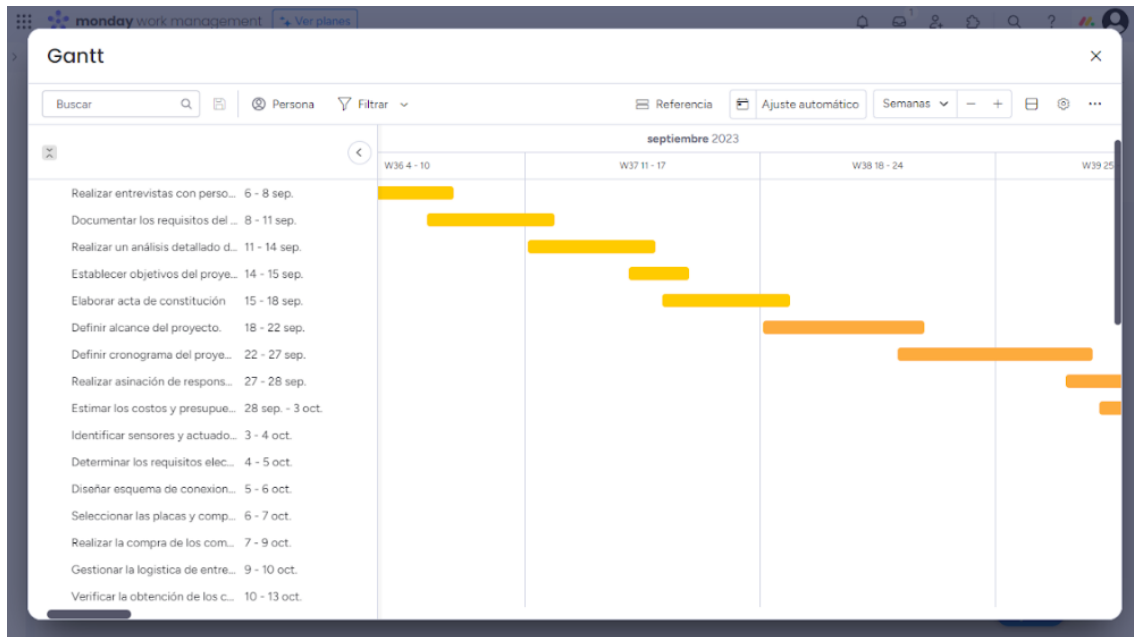 monday work management Ver planes 1 ?
Gantt
Buscar Persona Filtrar Referencia Ajuste automático Semanas − + ...
septiembre 2023
W36 4 - 10 W37 11 - 17 W38 18 - 24 W39 25
Realizar entrevistas con perso... 6 - 8 sep.
Documentar los requisitos del ... 8 - 11 sep.
Realizar un análisis detallado d... 11 - 14 sep.
Establecer objetivos del proye... 14 - 15 sep.
Elaborar acta de constitución 15 - 18 sep.
Definir alcance del proyecto. 18 - 22 sep.
Definir cronograma del proye... 22 - 27 sep.
Realizar asinación de respons... 27 - 28 sep.
Estimar los costos y presupue... 28 sep. - 3 oct.
Identificar sensores y actuado... 3 - 4 oct.
Determinar los requisitos elec... 4 - 5 oct.
Diseñar esquema de conexion... 5 - 6 oct.
Seleccionar las placas y comp... 6 - 7 oct.
Realizar la compra de los com... 7 - 9 oct.
Gestionar la logística de entre... 9 - 10 oct.
Verificar la obtención de los c... 10 - 13 oct.